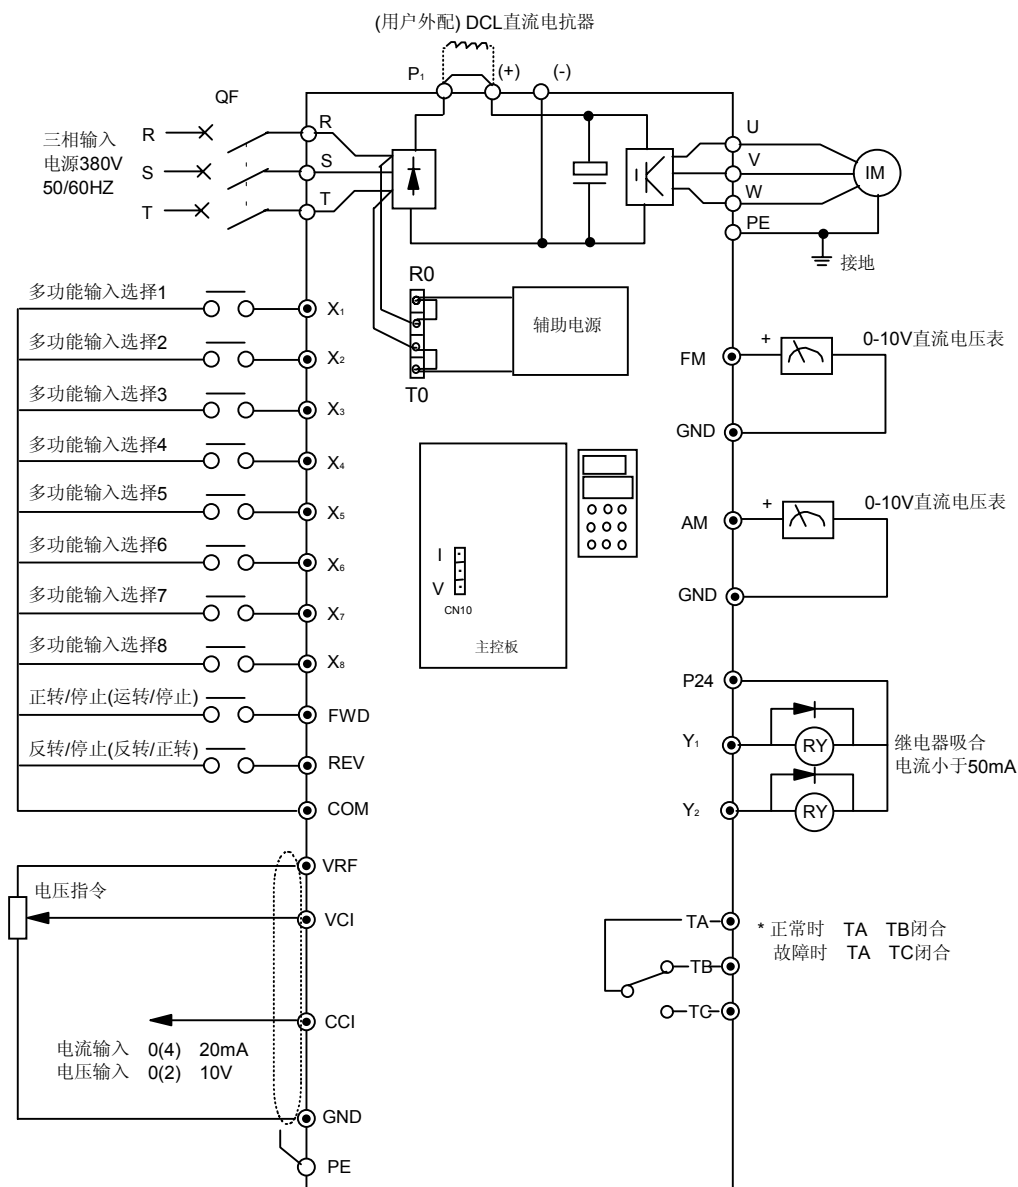 (用户外配) DCL直流电抗器
P₁
(+)
(-)
QF
三相输入
电源380V
50/60HZ
R
S
T
R
S
T
U
V
W
PE
IM
接地
R0
T0
辅助电源
多功能输入选择1
X₁
多功能输入选择2
X₂
多功能输入选择3
X₃
多功能输入选择4
X₄
多功能输入选择5
X₅
多功能输入选择6
X₆
多功能输入选择7
X₇
多功能输入选择8
X₈
正转/停止(运转/停止)
FWD
反转/停止(反转/正转)
REV
COM
I
V
CN10
主控板
FM
+
0-10V直流电压表
GND
AM
+
0-10V直流电压表
GND
P24
Y₁
RY
继电器吸合
电流小于50mA
Y₂
RY
VRF
电压指令
VCI
CCI
电流输入 0(4) 20mA
电压输入 0(2) 10V
GND
PE
TA
TB
TC
* 正常时 TA TB闭合
故障时 TA TC闭合